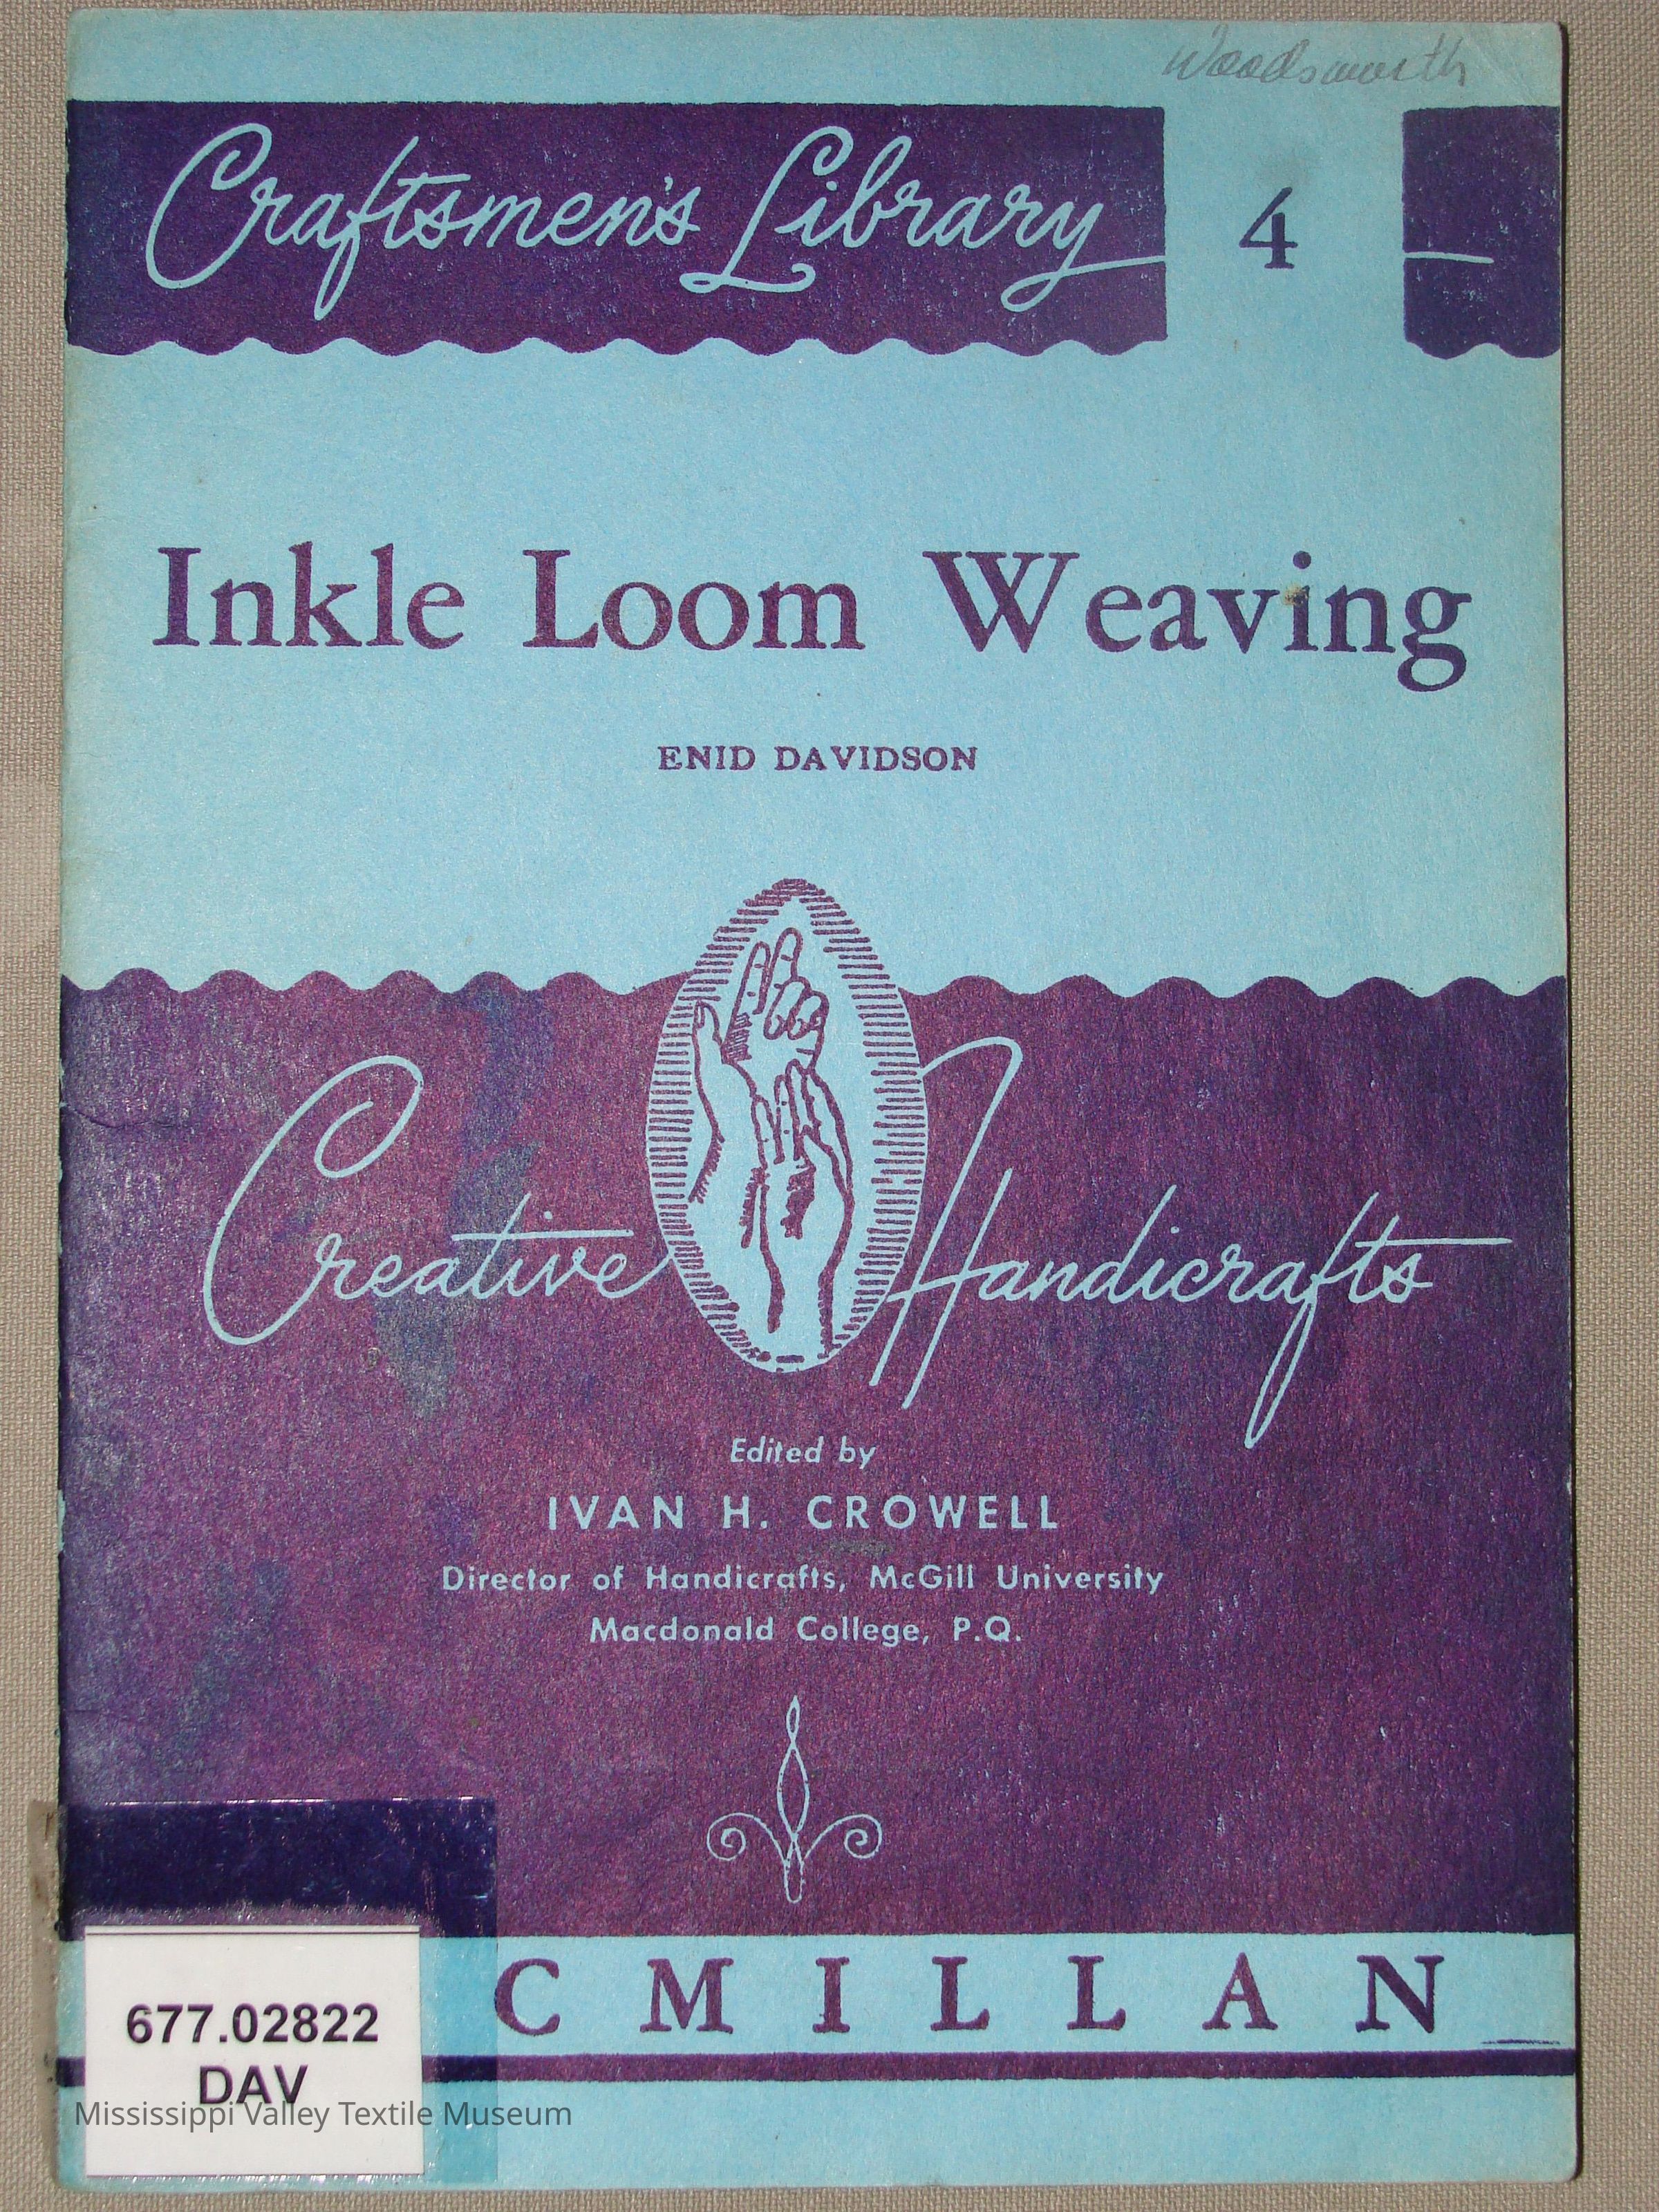 Woodsworth
Craftsmen's Library 4
Inkle Loom Weaving
ENID DAVIDSON
Creative Handicrafts
Edited by
IVAN H. CROWELL
Director of Handicrafts, McGill University
Macdonald College, P.Q.
CMILLAN
677.02822
DAV
Mississippi Valley Textile Museum